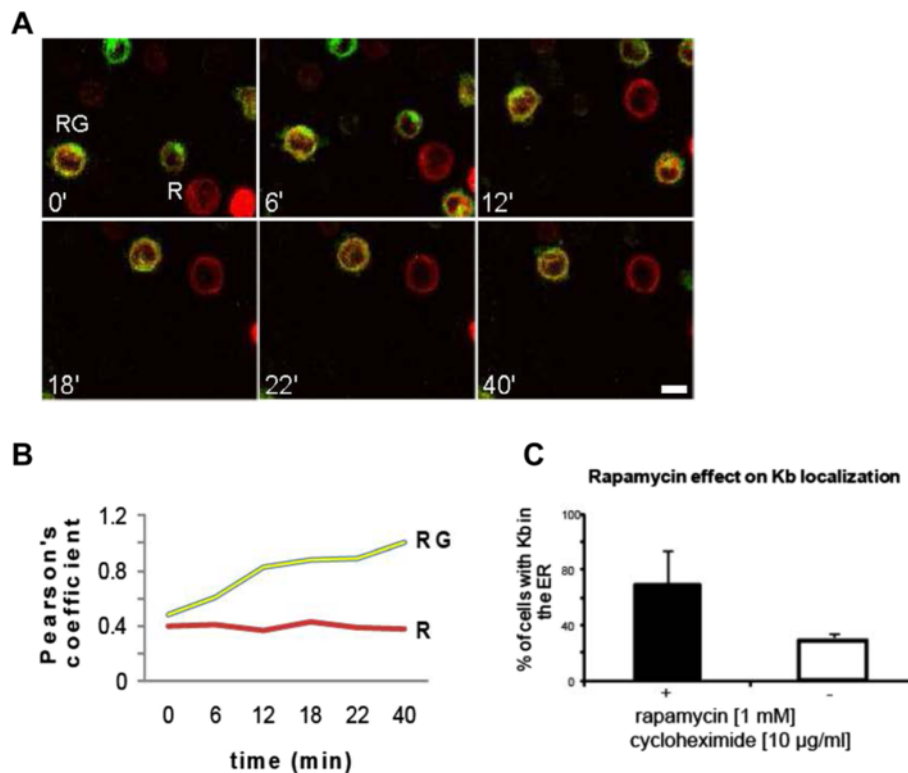 A
RG
R
0'
6'
12'
18'
22'
40'
B
Pearson's
coefficient
1.2
0.8
0.4
0
RG
R
0 6 12 18 22 40
time (min)
C
Rapamycin effect on Kb localization
% of cells with Kb in
the ER
100
80
40
20
0
+ -
rapamycin [1 mM]
cycloheximide [10 µg/ml]